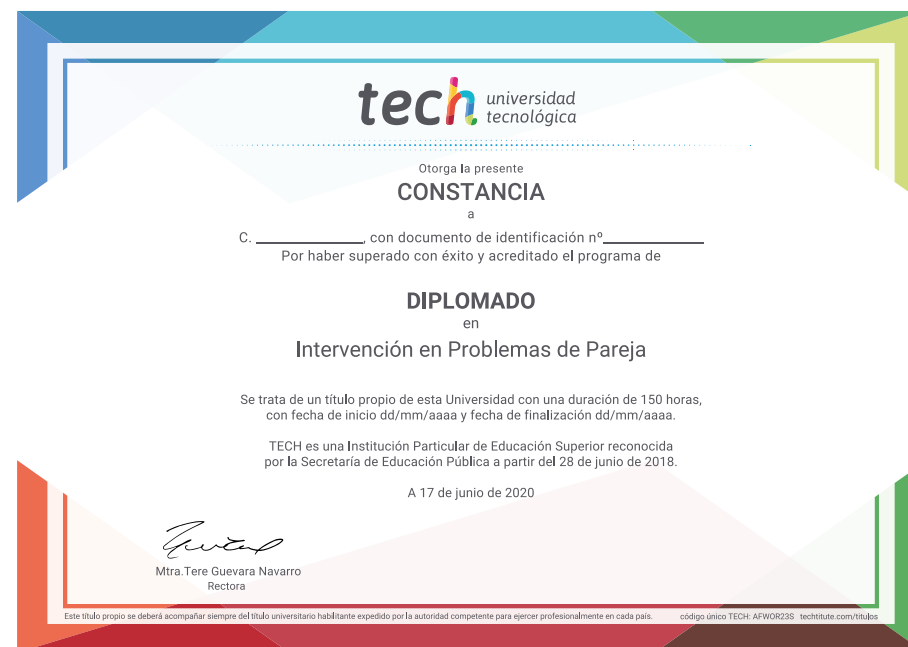 tech universidad
tecnológica
Otorga la presente
CONSTANCIA
a
C. ____________, con documento de identificación nº____________
Por haber superado con éxito y acreditado el programa de
DIPLOMADO
en
Intervención en Problemas de Pareja
Se trata de un título propio de esta Universidad con una duración de 150 horas,
con fecha de inicio dd/mm/aaaa y fecha de finalización dd/mm/aaaa.
TECH es una Institución Particular de Educación Superior reconocida
por la Secretaría de Educación Pública a partir del 28 de junio de 2018.
A 17 de junio de 2020
Mtra.Tere Guevara Navarro
Rectora
Este título propio se deberá acompañar siempre del título universitario habilitante expedido por la autoridad competente para ejercer profesionalmente en cada país. código único TECH: AFWOR23S techtitute.com/titulos